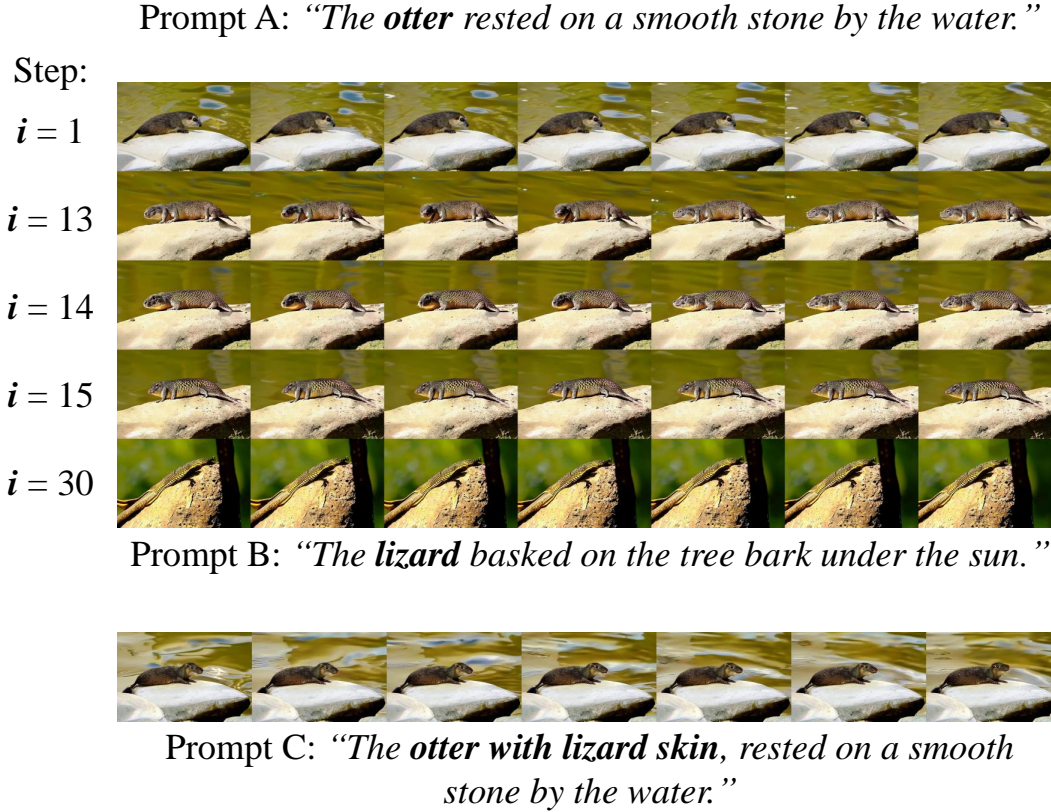 Prompt A: “The otter rested on a smooth stone by the water.”
Step:
i = 1
i = 13
i = 14
i = 15
i = 30
Prompt B: “The lizard basked on the tree bark under the sun.”
Prompt C: “The otter with lizard skin, rested on a smooth
stone by the water.”